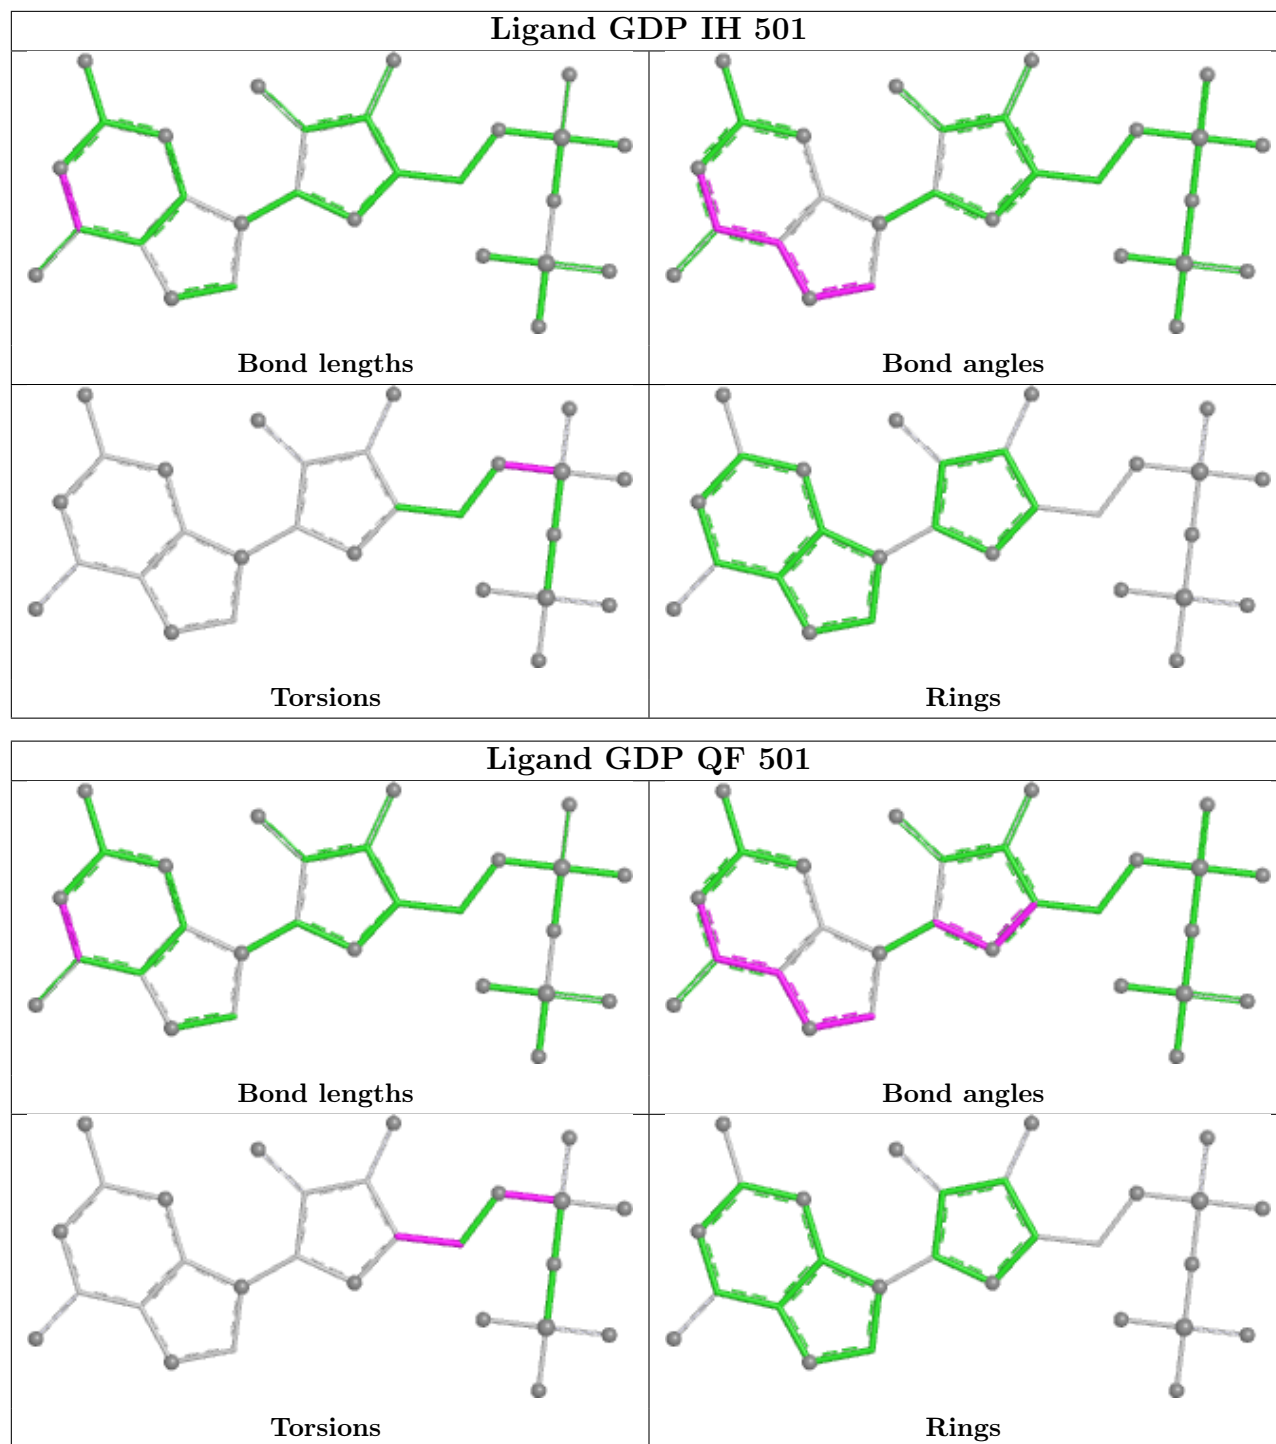 Ligand GDP IH 501
Bond lengths
Bond angles
Torsions
Rings
Ligand GDP QF 501
Bond lengths
Bond angles
Torsions
Rings